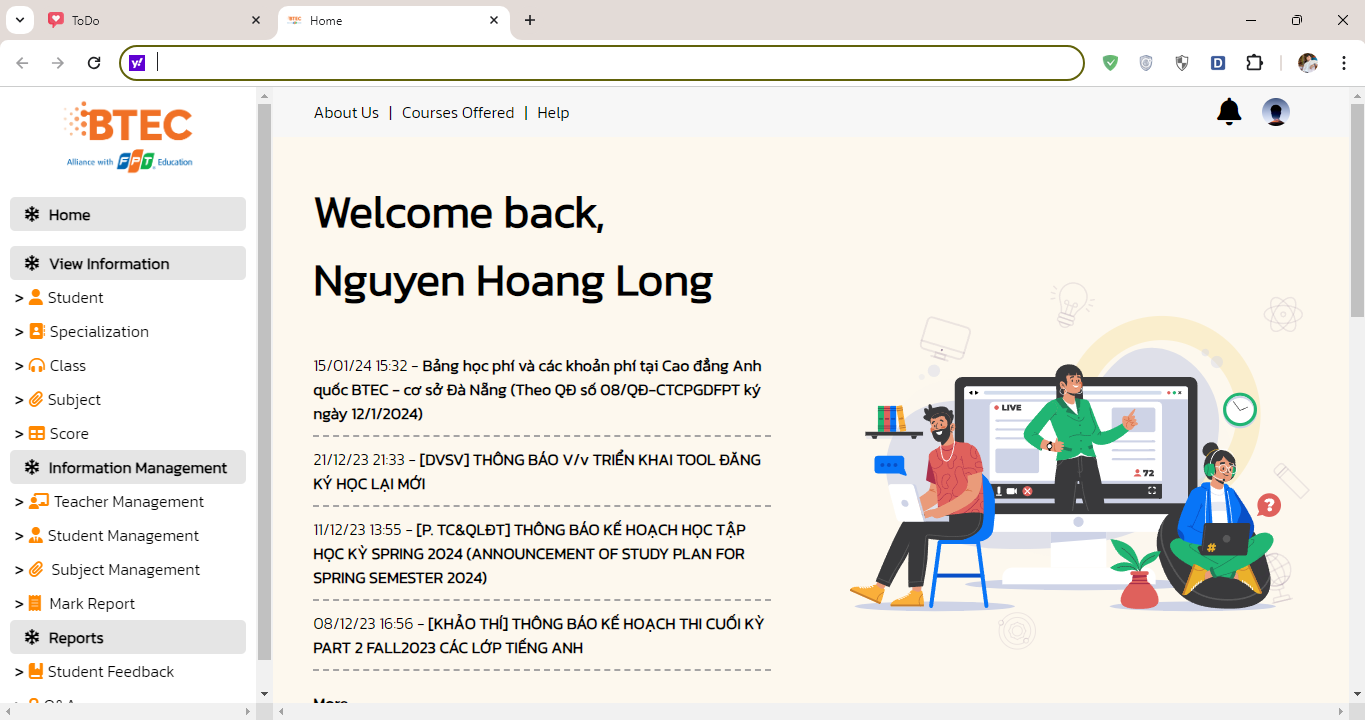 ToDo
Home
y!
D
BTEC
Alliance with FPT Education
Home
View Information
> Student
> Specialization
> Class
> Subject
> Score
Information Management
> Teacher Management
> Student Management
> Subject Management
> Mark Report
Reports
> Student Feedback
About Us | Courses Offered | Help
Welcome back,
Nguyen Hoang Long
15/01/24 15:32 - Bảng học phí và các khoản phí tại Cao đẳng Anh
quốc BTEC - cơ sở Đà Nẵng (Theo QĐ số 08/QĐ-CTCPGDFPT ký
ngày 12/1/2024)
21/12/23 21:33 - [DVSV] THÔNG BÁO V/v TRIỂN KHAI TOOL ĐĂNG
KÝ HỌC LẠI MỚI
11/12/23 13:55 - [P. TC&QLĐT] THÔNG BÁO KẾ HOẠCH HỌC TẬP
HỌC KỲ SPRING 2024 (ANNOUNCEMENT OF STUDY PLAN FOR
SPRING SEMESTER 2024)
08/12/23 16:56 - [KHẢO THÍ] THÔNG BÁO KẾ HOẠCH THI CUỐI KỲ
PART 2 FALL2023 CÁC LỚP TIẾNG ANH
More
LIVE
72
?
#